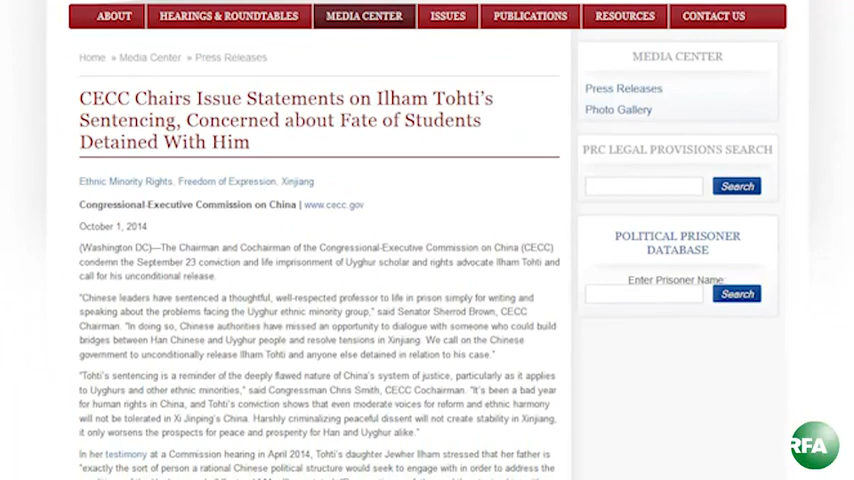 ABOUT HEARINGS & ROUNDTABLES MEDIA CENTER ISSUES PUBLICATIONS RESOURCES CONTACT US
Home » Media Center » Press Releases
CECC Chairs Issue Statements on Ilham Tohti's
Sentencing, Concerned about Fate of Students
Detained With Him
Ethnic Minority Rights, Freedom of Expression, Xinjiang
Congressional-Executive Commission on China | www.cecc.gov
October 1, 2014
(Washington DC)—The Chairman and Cochairman of the Congressional-Executive Commission on China (CECC)
condemn the September 23 conviction and life imprisonment of Uyghur scholar and rights advocate Ilham Tohti and
call for his unconditional release.
"Chinese leaders have sentenced a thoughtful, well-respected professor to life in prison simply for writing and
speaking about the problems facing the Uyghur ethnic minority group," said Senator Sherrod Brown, CECC
Chairman. "In doing so, Chinese authorities have missed an opportunity to dialogue with someone who could build
bridges between Han Chinese and Uyghur people and resolve tensions in Xinjiang. We call on the Chinese
government to unconditionally release Ilham Tohti and anyone else detained in relation to his case."
"Tohti's sentencing is a reminder of the deeply flawed nature of China's system of justice, particularly as it applies
to Uyghurs and other ethnic minorities," said Congressman Chris Smith, CECC Cochairman. "It's been a bad year
for human rights in China, and Tohti's conviction shows that even moderate voices for reform and ethnic harmony
will not be tolerated in Xi Jinping's China. Harshly criminalizing peaceful dissent will not create stability in Xinjiang,
it only worsens the prospects for peace and prosperity for Han and Uyghur alike."
In her testimony at a Commission hearing in April 2014, Tohti's daughter Jewher Ilham stressed that her father is
"exactly the sort of person a rational Chinese political structure would seek to engage with in order to address the
MEDIA CENTER
Press Releases
Photo Gallery
PRC LEGAL PROVISIONS SEARCH
Search
POLITICAL PRISONER
DATABASE
Enter Prisoner Name:
Search
RFA